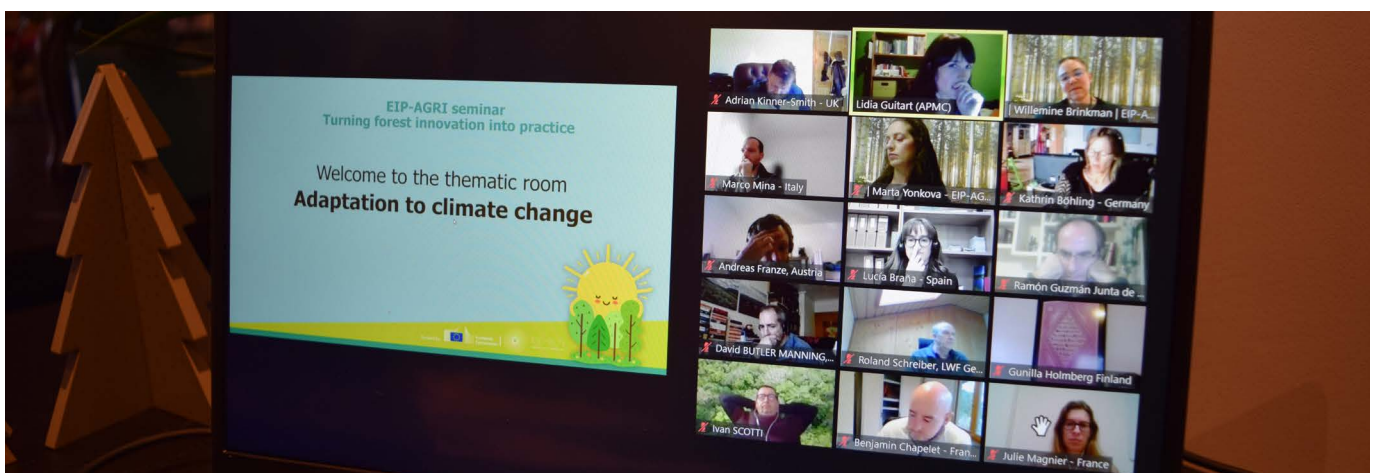 EIP-AGRI seminar
Turning forest innovation into practice
Welcome to the thematic room
Adaptation to climate change
Adrian Kinner-Smith - UK
Lidia Guitart (APMC)
| Willemine Brinkman | EIP-A...
Marco Mina - Italy
| Marta Yonkova - EIP-AG...
Kathrin Böhling - Germany
Andreas Franze, Austria
Lucía Braña - Spain
Ramón Guzmán Junta de ...
David BUTLER MANNING,...
Roland Schreiber, LWF Ge...
Gunilla Holmberg Finland
Ivan SCOTTI
Benjamin Chapelet - Fran...
Julie Magnier - France